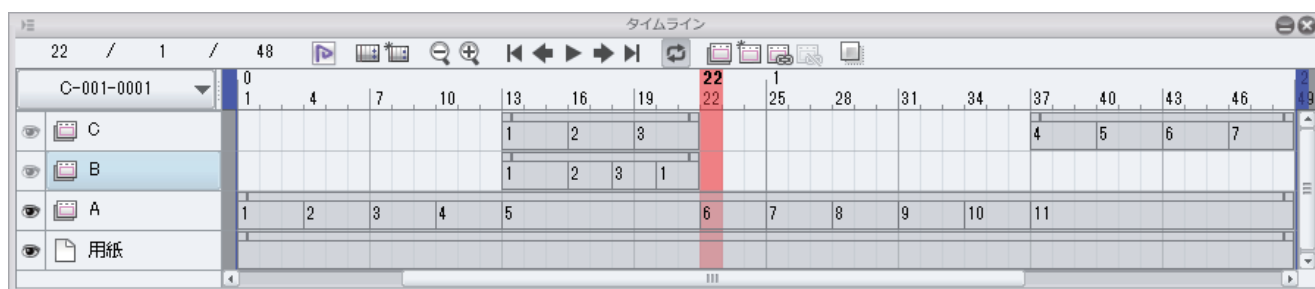 タイムライン
22 / 1 / 48
C-001-0001
0 22 1 2
1 4 7 10 13 16 19 22 25 28 31 34 37 40 43 46 49
C 1 2 3 4 5 6 7
B 1 2 3 1
A 1 2 3 4 5 6 7 8 9 10 11
用紙